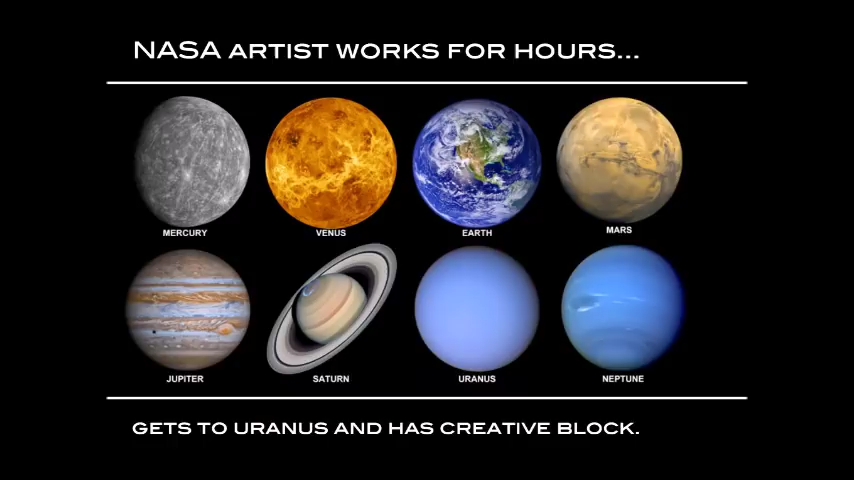 NASA ARTIST WORKS FOR HOURS...
MERCURY VENUS EARTH MARS
JUPITER SATURN URANUS NEPTUNE
GETS TO URANUS AND HAS CREATIVE BLOCK.